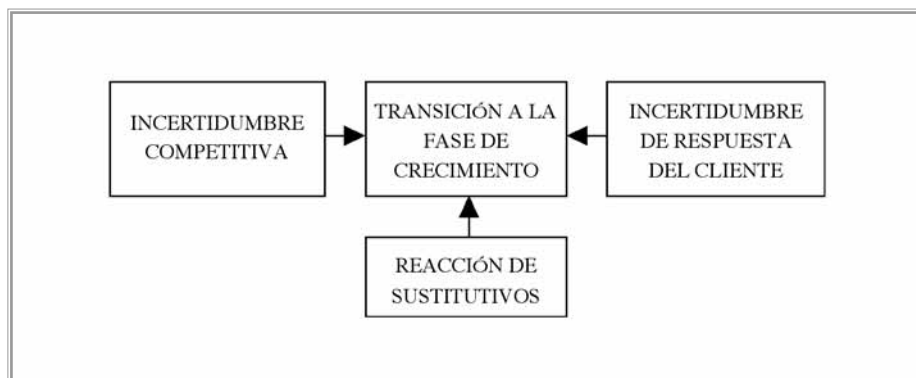 INCERTIDUMBRE
COMPETITIVA
TRANSICIÓN A LA
FASE DE
CRECIMIENTO
INCERTIDUMBRE
DE RESPUESTA
DEL CLIENTE
REACCIÓN DE
SUSTITUTIVOS